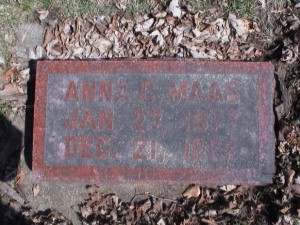 ANNA C. MAAS
JAN. 27,
DEC. 21,